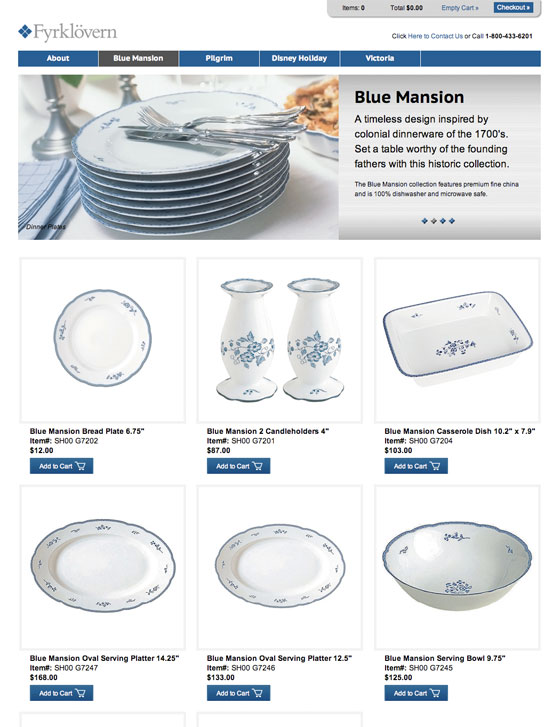 Items: 0 Total $0.00 Empty Cart » Checkout »
Fyrklövern
Click Here to Contact Us or Call 1-800-433-6201
About Blue Mansion Pilgrim Disney Holiday Victoria
Blue Mansion
A timeless design inspired by
colonial dinnerware of the 1700's.
Set a table worthy of the founding
fathers with this historic collection.
The Blue Mansion collection features premium fine china
and is 100% dishwasher and microwave safe.
Dinner Plates
Blue Mansion Bread Plate 6.75"
Item#: SH00 G7202
$12.00
Add to Cart
Blue Mansion 2 Candleholders 4"
Item#: SH00 G7201
$87.00
Add to Cart
Blue Mansion Casserole Dish 10.2" x 7.9"
Item#: SH00 G7204
$103.00
Add to Cart
Blue Mansion Oval Serving Platter 14.25"
Item#: SH00 G7247
$168.00
Add to Cart
Blue Mansion Oval Serving Platter 12.5"
Item#: SH00 G7246
$133.00
Add to Cart
Blue Mansion Serving Bowl 9.75"
Item#: SH00 G7245
$125.00
Add to Cart